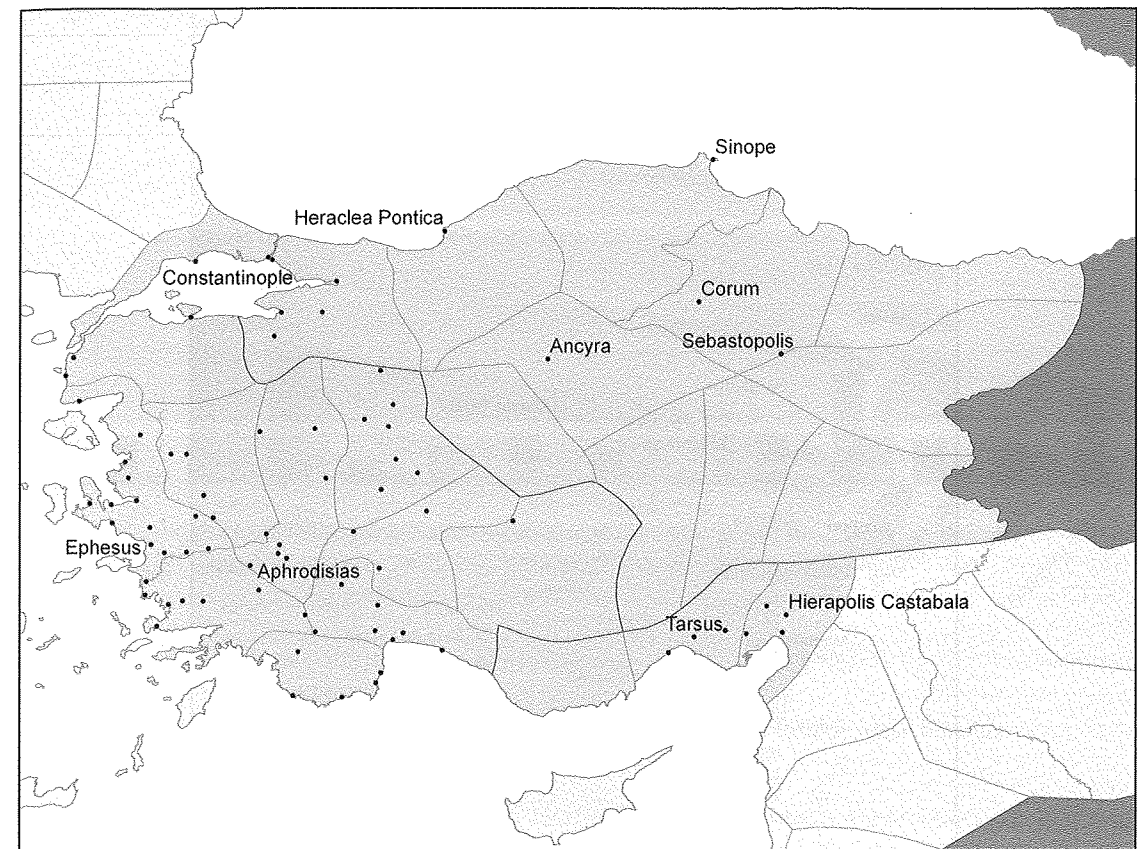 Sinope
Heraclea Pontica
Constantinople
Corum
Ancyra
Sebastopolis
Ephesus
Aphrodisias
Hierapolis Castabala
Tarsus